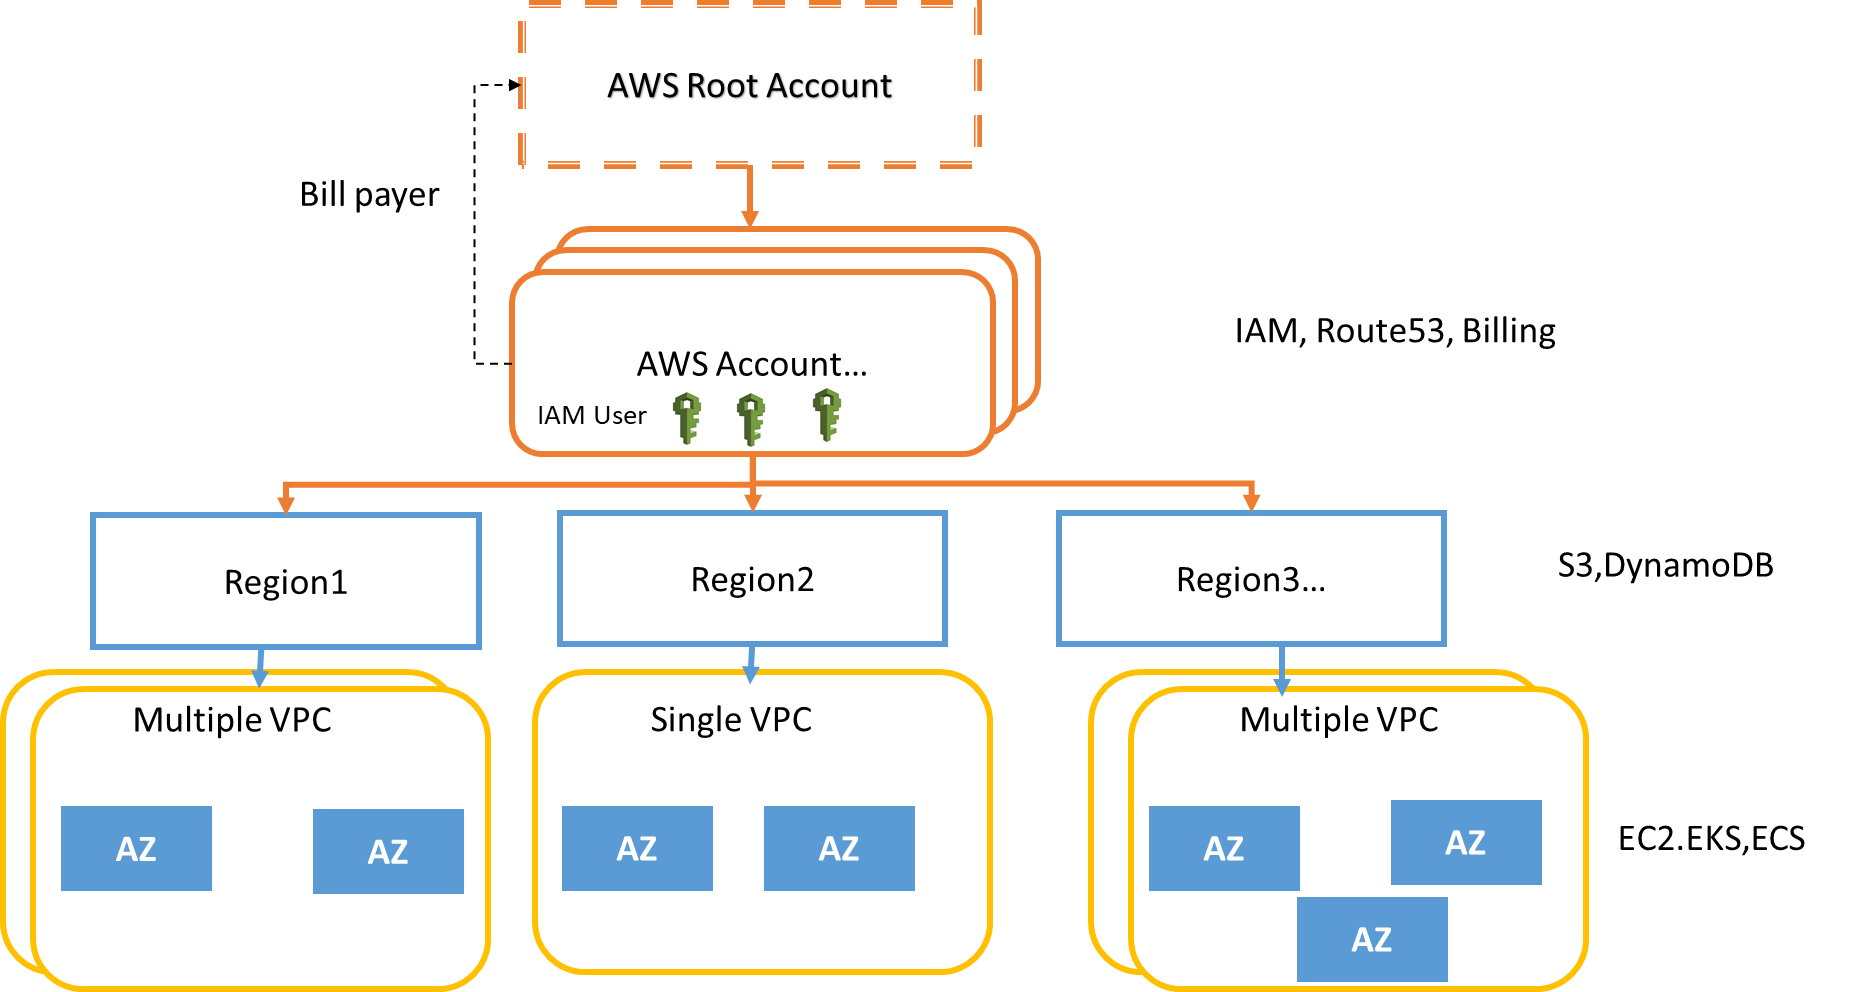 AWS Root Account
Bill payer
IAM, Route53, Billing
AWS Account...
IAM User
Region1
Region2
Region3...
S3,DynamoDB
Multiple VPC
Single VPC
Multiple VPC
AZ
AZ
AZ
AZ
AZ
AZ
EC2.EKS,ECS
AZ